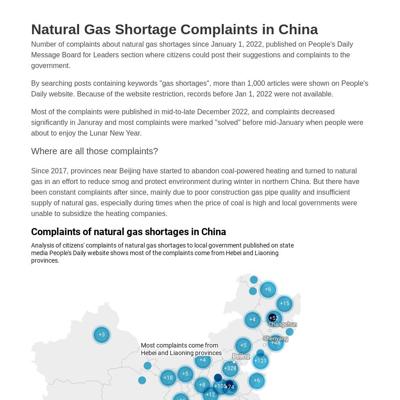 Natural Gas Shortage Complaints in China
Number of complaints about natural gas shortages since January 1, 2022, published on People's Daily
Message Board for Leaders section where citizens could post their suggestions and complaints to the
government.
By searching posts containing keywords "gas shortages", more than 1,000 articles were shown on People's
Daily website. Because of the website restriction, records before Jan 1, 2022 were not available.
Most of the complaints were published in mid-to-late December 2022, and complaints decreased
significantly in Januray and most complaints were marked "solved" before mid-January when people were
about to enjoy the Lunar New Year.
Where are all those complaints?
Since 2017, provinces near Beijing have started to abandon coal-powered heating and turned to natural
gas in an effort to reduce smog and protect envrironment during winter in northern China. But there have
been constant complaints after since, mainly due to poor construction gas pipe quality and insufficient
supply of natural gas, especially during times when the price of coal is high and local governments were
unable to subsidize the heating companies.
Complaints of natural gas shortages in China
Analysis of citizens' complaints of natural gas shortages to local government published on state
media People's Daily website shows most of the complaints come from Hebei and Liaoning
provinces.
+6
+15
+4
Changchun
+3
Shenyang
Most complaints come from
Hebei and Liaoning provinces
+5
+4
+328
+18
+5
+6
+8